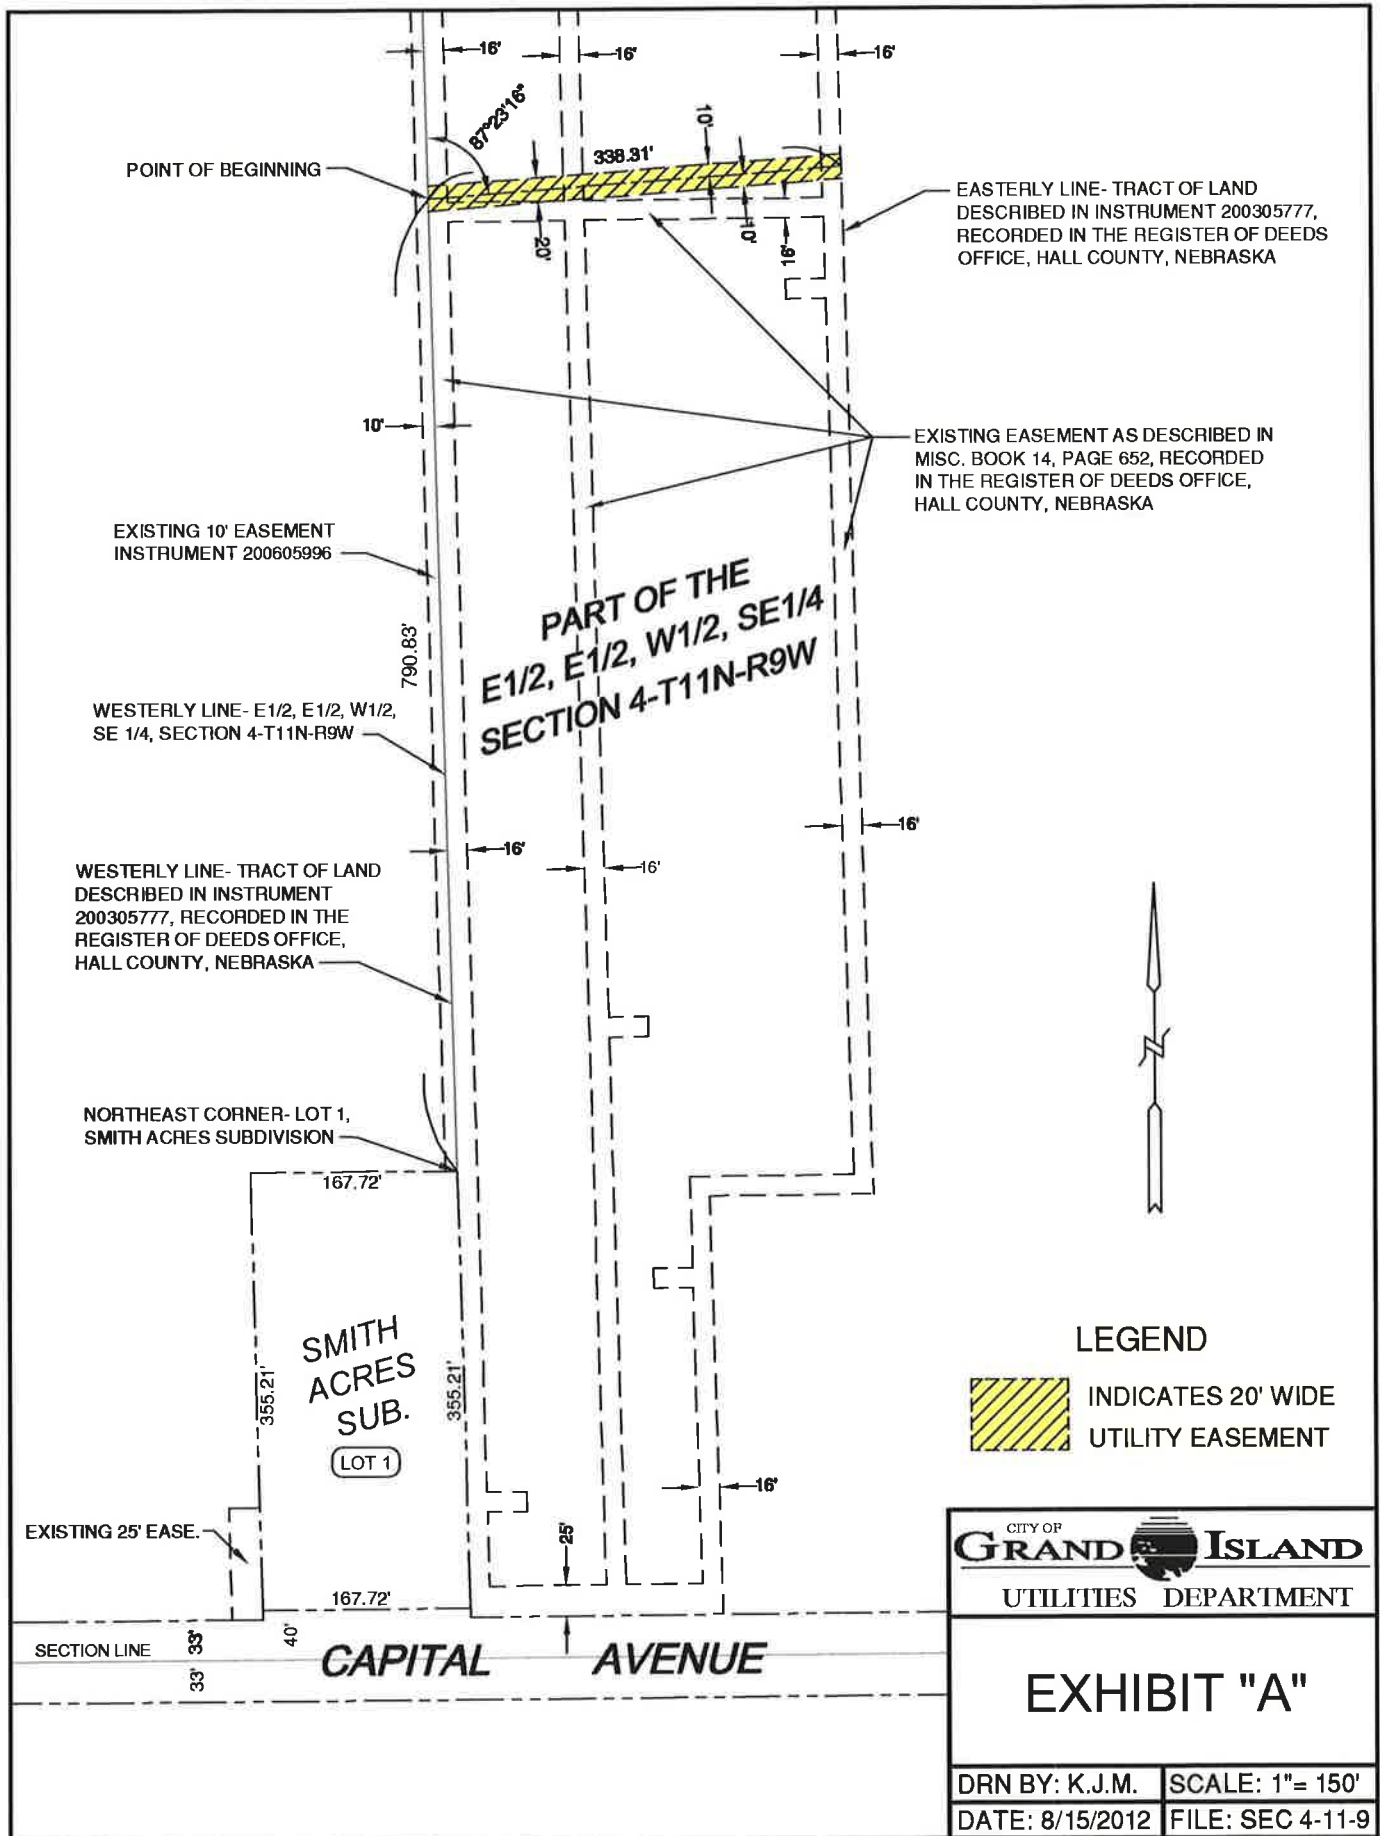 16'
16'
16'
87°23'16"
10'
338.31'
POINT OF BEGINNING
20'
10'
16'
EASTERLY LINE- TRACT OF LAND
DESCRIBED IN INSTRUMENT 200305777,
RECORDED IN THE REGISTER OF DEEDS
OFFICE, HALL COUNTY, NEBRASKA
10'
EXISTING EASEMENT AS DESCRIBED IN
MISC. BOOK 14, PAGE 652, RECORDED
IN THE REGISTER OF DEEDS OFFICE,
HALL COUNTY, NEBRASKA
EXISTING 10' EASEMENT
INSTRUMENT 200605996
PART OF THE
E1/2, E1/2, W1/2, SE1/4
SECTION 4-T11N-R9W
790.83'
WESTERLY LINE- E1/2, E1/2, W1/2,
SE 1/4, SECTION 4-T11N-R9W
16'
16'
16'
WESTERLY LINE- TRACT OF LAND
DESCRIBED IN INSTRUMENT
200305777, RECORDED IN THE
REGISTER OF DEEDS OFFICE,
HALL COUNTY, NEBRASKA
NORTHEAST CORNER- LOT 1,
SMITH ACRES SUBDIVISION
167.72'
SMITH
ACRES
SUB.
LOT 1
355.21'
355.21'
LEGEND
INDICATES 20' WIDE
UTILITY EASEMENT
16'
EXISTING 25' EASE.
25'
167.72'
SECTION LINE
33'
33'
40'
CAPITAL AVENUE
CITY OF
GRAND ISLAND
UTILITIES DEPARTMENT
EXHIBIT "A"
DRN BY: K.J.M.
SCALE: 1"= 150'
DATE: 8/15/2012
FILE: SEC 4-11-9